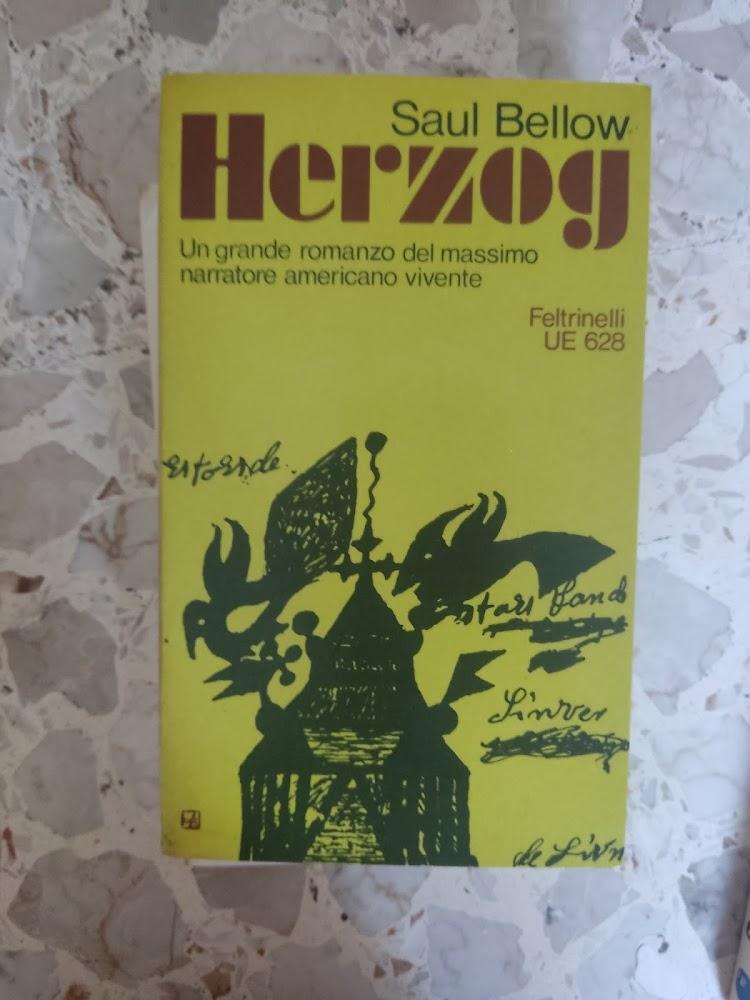 Saul Bellow
Herzog
Un grande romanzo del massimo
narratore americano vivente
Feltrinelli
UE 628